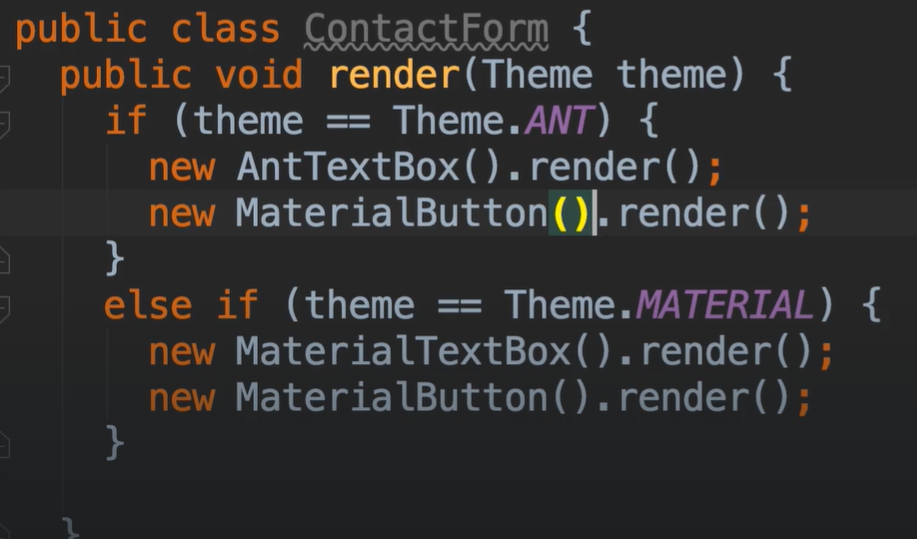 public class ContactForm {
public void render(Theme theme) {
if (theme == Theme.ANT) {
new AntTextBox().render();
new MaterialButton().render();
}
else if (theme == Theme.MATERIAL) {
new MaterialTextBox().render();
new MaterialButton().render();
}
}